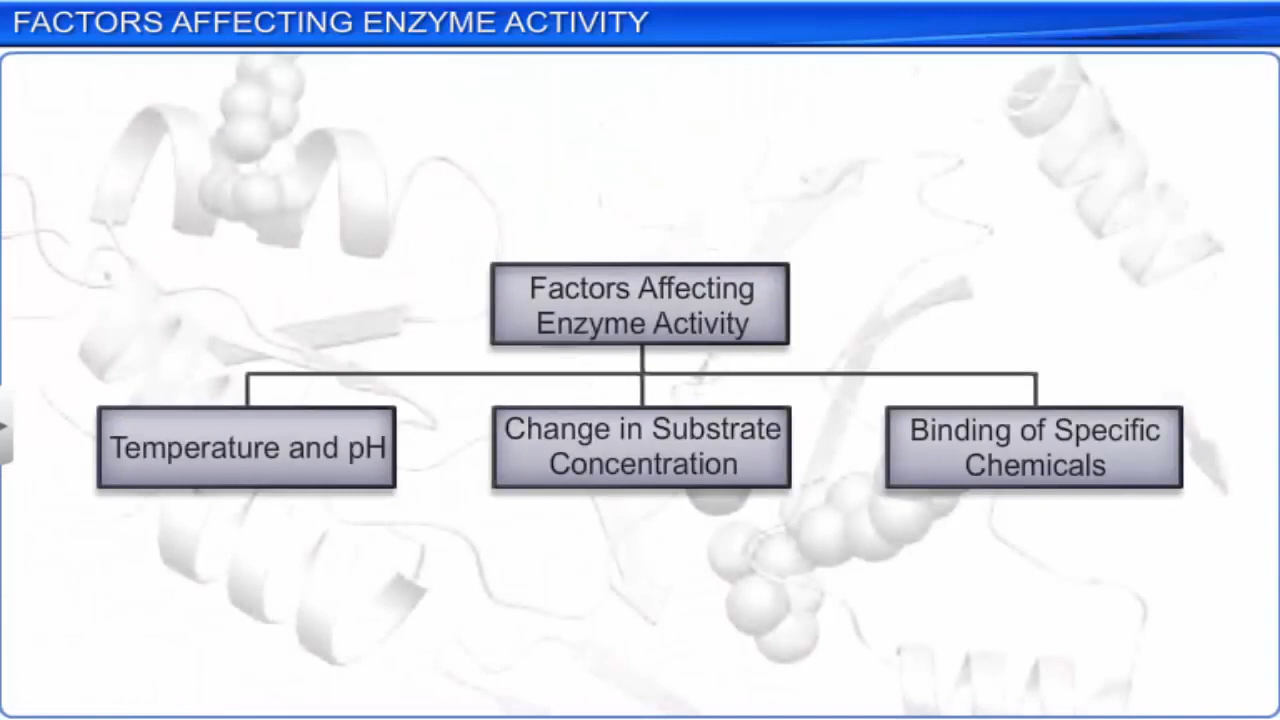 FACTORS AFFECTING ENZYME ACTIVITY
Factors Affecting
Enzyme Activity
Temperature and pH
Change in Substrate
Concentration
Binding of Specific
Chemicals